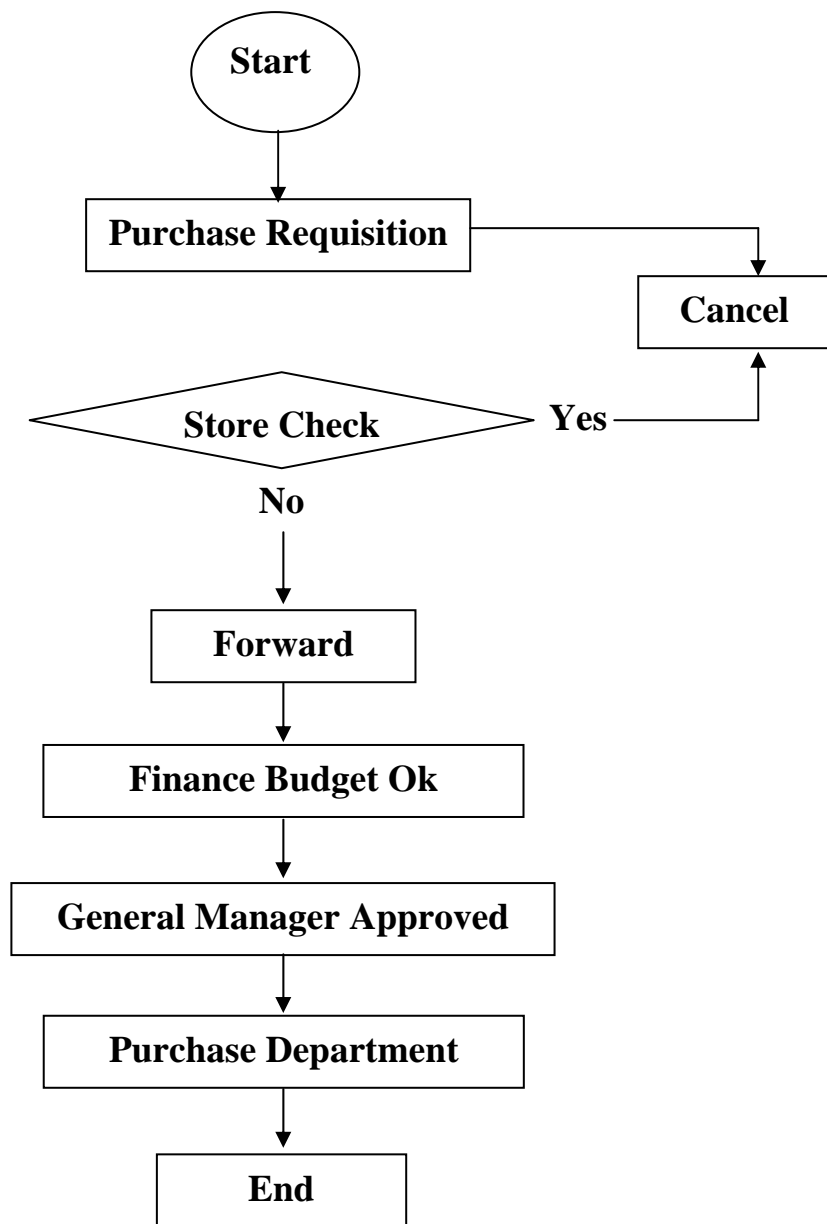 Start
Purchase Requisition
Cancel
Store Check
Yes
No
Forward
Finance Budget Ok
General Manager Approved
Purchase Department
End